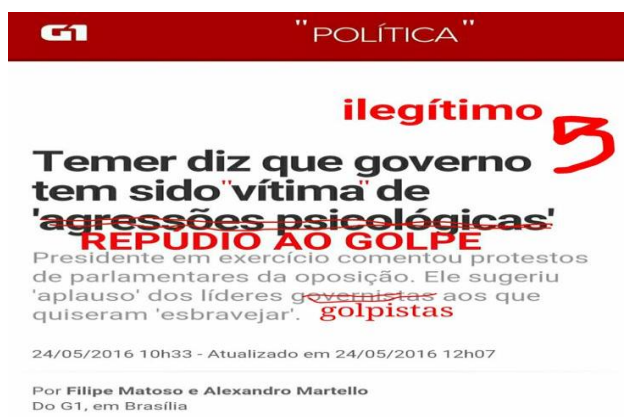 G1 "POLÍTICA"
ilegítimo
Temer diz que governo
tem sido "vítima" de
'agressões psicológicas'
REPÚDIO AO GOLPE
Presidente em exercício comentou protestos
de parlamentares da oposição. Ele sugeriu
'aplauso' dos líderes governistas aos que
quiseram 'esbravejar'. golpistas
24/05/2016 10h33 - Atualizado em 24/05/2016 12h07
Por Filipe Matoso e Alexandro Martello
Do G1, em Brasília